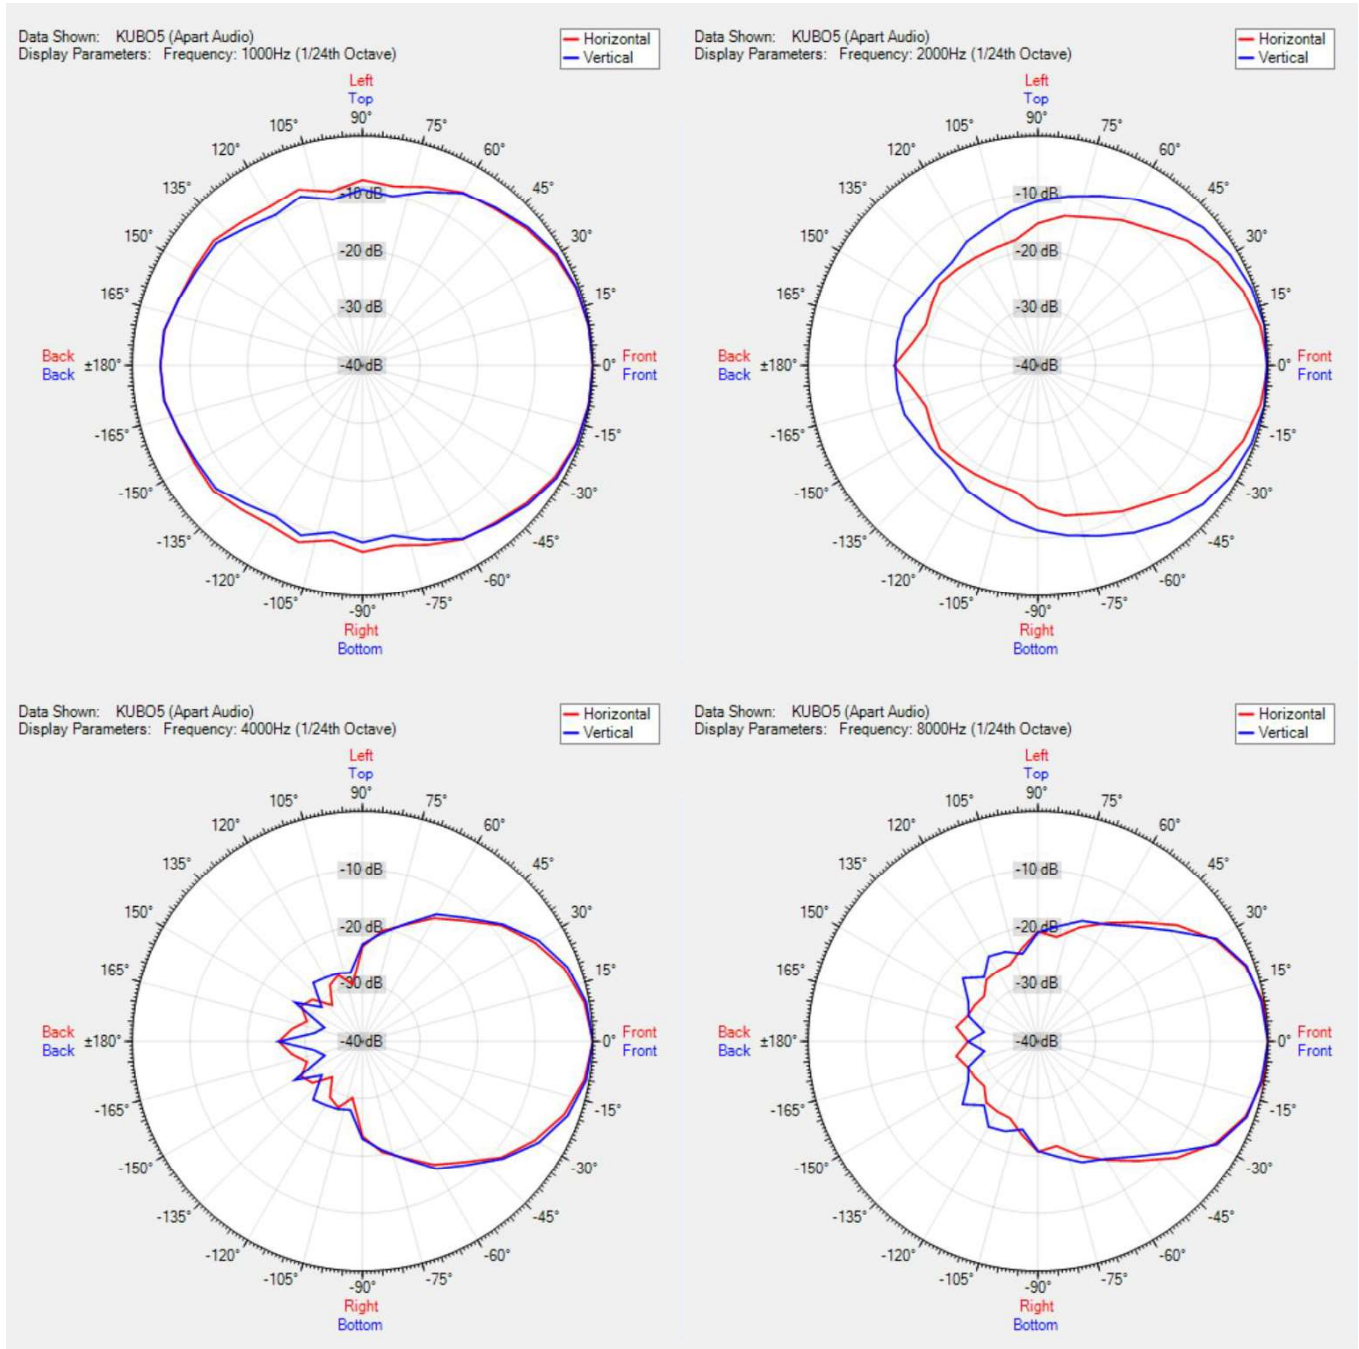 Data Shown: KUBO5 (Apart Audio)
Display Parameters: Frequency: 1000Hz (1/24th Octave)
Horizontal
Vertical
Left
Top
90°
105° 75°
120° 60°
135° 45°
150° 30°
165° 15°
-10 dB
-20 dB
-30 dB
-40 dB
Back Front
±180° 0°
Back Front
-165° -15°
-150° -30°
-135° -45°
-120° -60°
-105° -75°
-90°
Right
Bottom
Data Shown: KUBO5 (Apart Audio)
Display Parameters: Frequency: 2000Hz (1/24th Octave)
Horizontal
Vertical
Left
Top
90°
105° 75°
120° 60°
135° 45°
150° 30°
165° 15°
-10 dB
-20 dB
-30 dB
-40 dB
Back Front
±180° 0°
Back Front
-165° -15°
-150° -30°
-135° -45°
-120° -60°
-105° -75°
-90°
Right
Bottom
Data Shown: KUBO5 (Apart Audio)
Display Parameters: Frequency: 4000Hz (1/24th Octave)
Horizontal
Vertical
Left
Top
90°
105° 75°
120° 60°
135° 45°
150° 30°
165° 15°
-10 dB
-20 dB
-30 dB
-40 dB
Back Front
±180° 0°
Back Front
-165° -15°
-150° -30°
-135° -45°
-120° -60°
-105° -75°
-90°
Right
Bottom
Data Shown: KUBO5 (Apart Audio)
Display Parameters: Frequency: 8000Hz (1/24th Octave)
Horizontal
Vertical
Left
Top
90°
105° 75°
120° 60°
135° 45°
150° 30°
165° 15°
-10 dB
-20 dB
-30 dB
-40 dB
Back Front
±180° 0°
Back Front
-165° -15°
-150° -30°
-135° -45°
-120° -60°
-105° -75°
-90°
Right
Bottom